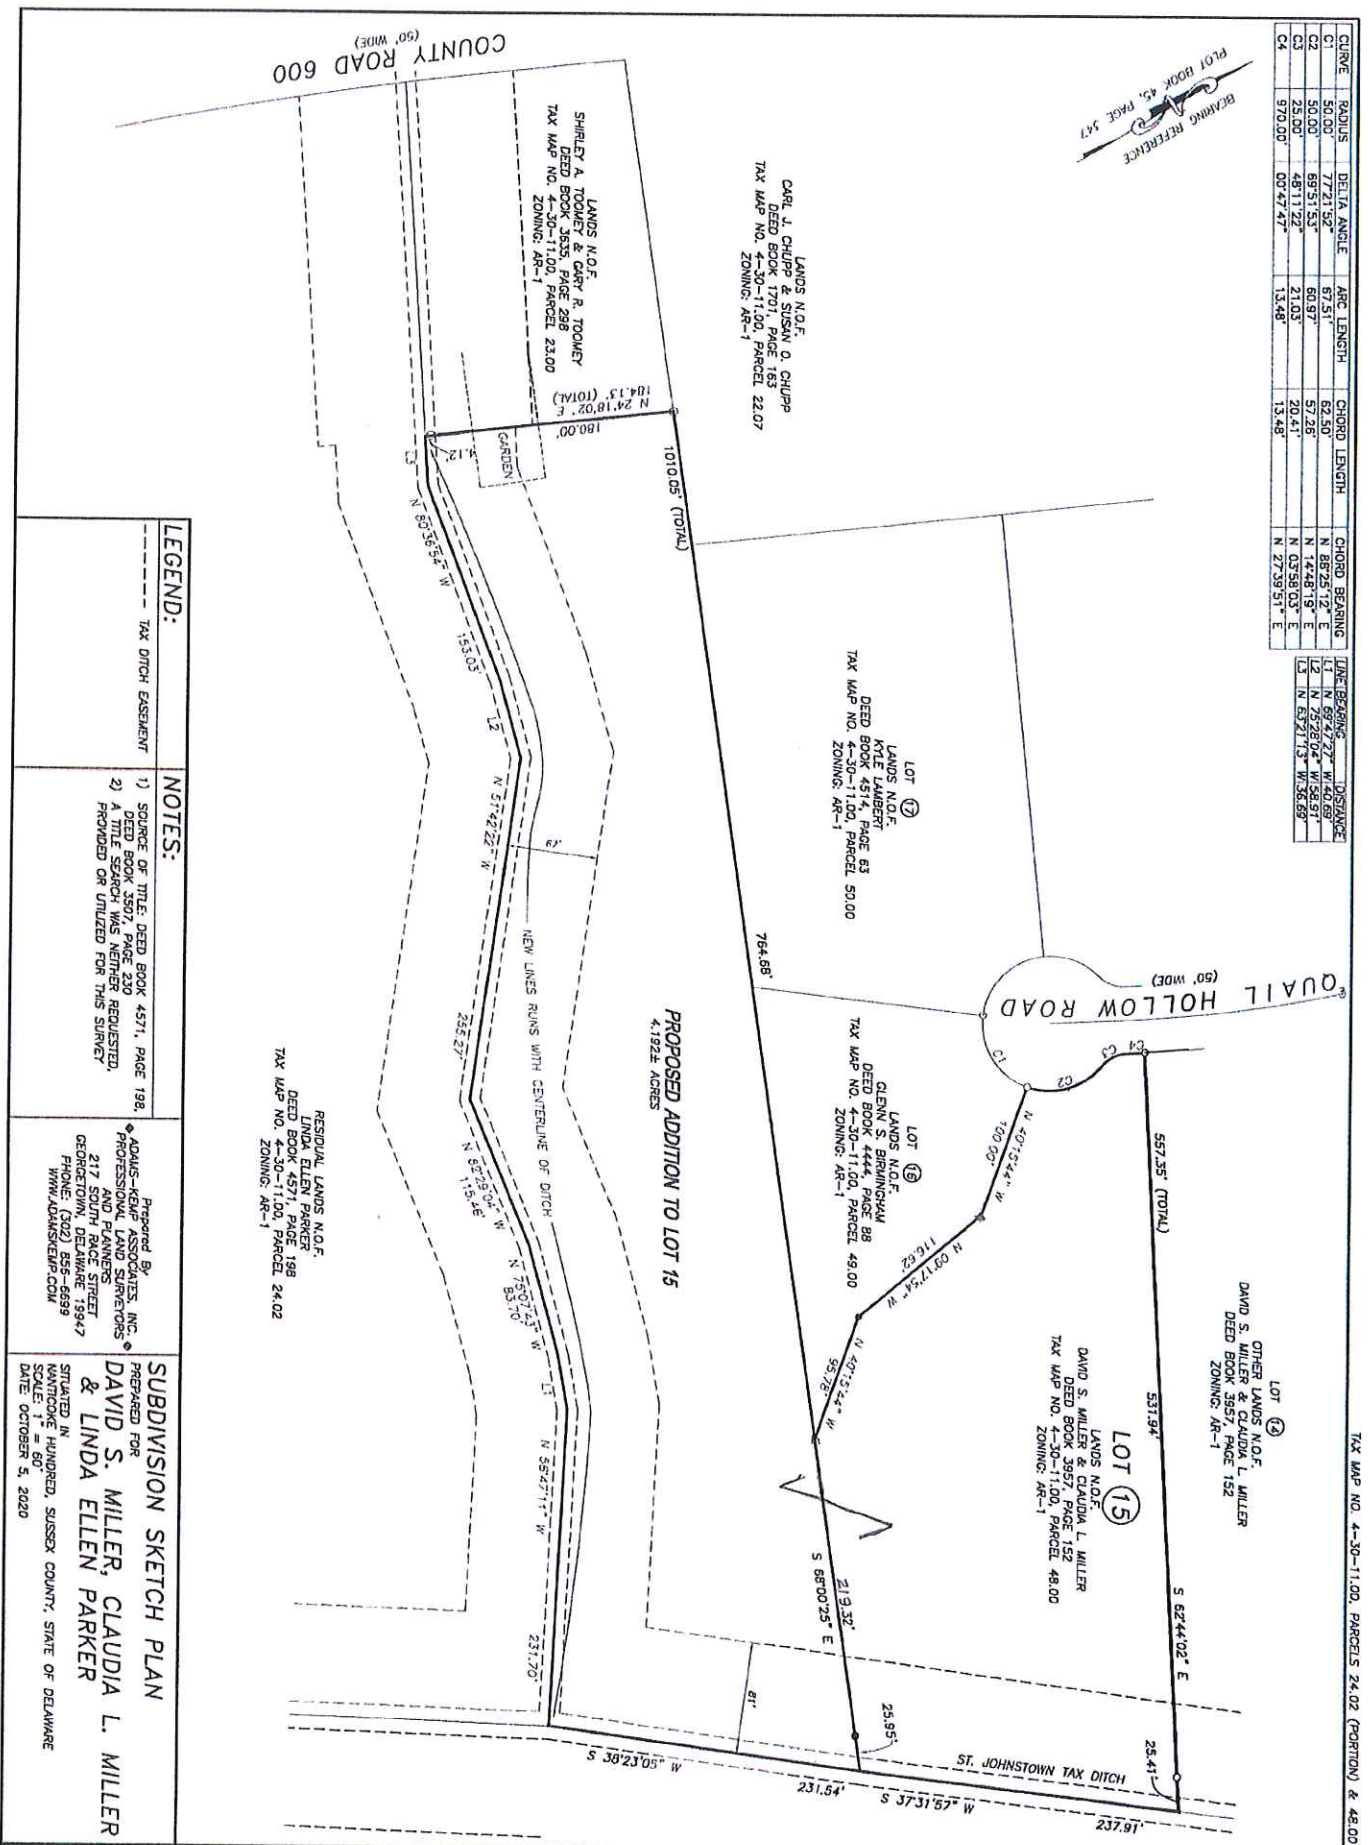 TAX MAP NO. 4-30-11.00, PARCELS 24.02 (PORTION) & 48.00
CURVE RADIUS DELTA ANGLE ARC LENGTH CHORD LENGTH CHORD BEARING
C1 50.00' 77°21'52" 67.51' 62.50' N 88°25'12" E
C2 50.00' 69°51'53" 60.97' 57.26' N 14°48'19" E
C3 25.00' 48°11'22" 21.03' 20.41' N 03°58'03" E
C4 970.00' 00°47'47" 13.48' 13.48' N 27°39'51" E
LINE BEARING DISTANCE
L1 N 69°47'27" W 40.69'
L2 N 75°28'04" W 58.91'
L3 N 63°21'13" W 36.69'
BEARING REFERENCE
PLOT BOOK 45, PAGE 347
QUAIL HOLLOW ROAD
(50' WIDE)
COUNTY ROAD 600
(50' WIDE)
LANDS N.O.F.
CARL J. CHUPP & SUSAN O. CHUPP
DEED BOOK 1701, PAGE 163
TAX MAP NO. 4-30-11.00, PARCEL 22.07
ZONING: AR-1
LANDS N.O.F.
SHIRLEY A. TOOMEY & GARY R. TOOMEY
DEED BOOK 3635, PAGE 298
TAX MAP NO. 4-30-11.00, PARCEL 23.00
ZONING: AR-1
LOT 17
LANDS N.O.F.
KYLE LAMBERT
DEED BOOK 4514, PAGE 63
TAX MAP NO. 4-30-11.00, PARCEL 50.00
ZONING: AR-1
LOT 16
LANDS N.O.F.
GLENN S. BIRMINGHAM
DEED BOOK 4444, PAGE 88
TAX MAP NO. 4-30-11.00, PARCEL 49.00
ZONING: AR-1
LOT 14
OTHER LANDS N.O.F.
DAVID S. MILLER & CLAUDIA L. MILLER
DEED BOOK 3957, PAGE 152
ZONING: AR-1
LOT 15
LANDS N.O.F.
DAVID S. MILLER & CLAUDIA L. MILLER
DEED BOOK 3957, PAGE 152
TAX MAP NO. 4-30-11.00, PARCEL 48.00
ZONING: AR-1
C4
C3
C2
C1
557.35' (TOTAL)
531.94'
S 62°44'02" E
25.41'
N 40°15'44" W
100.00'
N 09°17'54" W
116.62'
N 40°15'44" W
95.78'
1010.05' (TOTAL)
764.68'
219.32'
S 68°00'25" E
25.95'
ST. JOHNSTOWN TAX DITCH
S 37°31'57" W
237.91'
S 38°23'05" W
231.54'
81'
N 24°18'02" E
184.13' (TOTAL)
180.00'
4.12'
GARDEN
L3
N 80°36'54" W
153.03'
L2
N 51°42'22" W
255.27'
67'
NEW LINES RUNS WITH CENTERLINE OF DITCH
N 82°29'04" W
115.46'
N 75°07'43" W
83.70'
L1
N 56°47'11" W
231.70'
PROPOSED ADDITION TO LOT 15
4.192± ACRES
RESIDUAL LANDS N.O.F.
LINDA ELLEN PARKER
DEED BOOK 4571, PAGE 198
TAX MAP NO. 4-30-11.00, PARCEL 24.02
ZONING: AR-1
LEGEND:
TAX DITCH EASEMENT
NOTES:
1) SOURCE OF TITLE: DEED BOOK 4571, PAGE 198,
DEED BOOK 3507, PAGE 230
2) A TITLE SEARCH WAS NEITHER REQUESTED,
PROVIDED OR UTILIZED FOR THIS SURVEY
Prepared By
ADAMS-KEMP ASSOCIATES, INC.
PROFESSIONAL LAND SURVEYORS
AND PLANNERS
217 SOUTH RACE STREET
GEORGETOWN, DELAWARE 19947
PHONE: (302) 855-6699
WWW.ADAMSKEMP.COM
SUBDIVISION SKETCH PLAN
PREPARED FOR
DAVID S. MILLER, CLAUDIA L. MILLER
& LINDA ELLEN PARKER
SITUATED IN
NANTICOKE HUNDRED, SUSSEX COUNTY, STATE OF DELAWARE
SCALE: 1" = 60'
DATE: OCTOBER 5, 2020